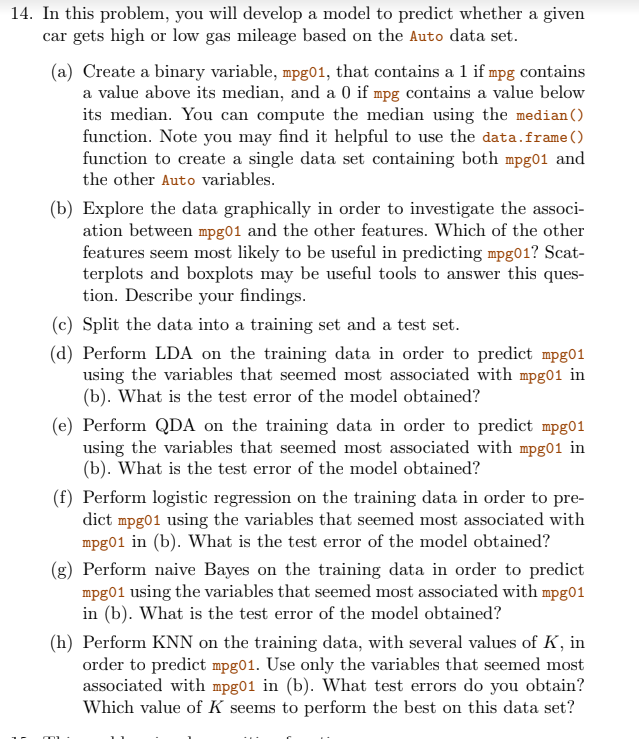 14. In this problem, you will develop a model to predict whether a given
car gets high or low gas mileage based on the Auto data set.
(a) Create a binary variable, mpg01, that contains a 1 if mpg contains
a value above its median, and a 0 if mpg contains a value below
its median. You can compute the median using the median()
function. Note you may find it helpful to use the data.frame()
function to create a single data set containing both mpg01 and
the other Auto variables.
(b) Explore the data graphically in order to investigate the associ-
ation between mpg01 and the other features. Which of the other
features seem most likely to be useful in predicting mpg01? Scat-
terplots and boxplots may be useful tools to answer this ques-
tion. Describe your findings.
(c) Split the data into a training set and a test set.
(d) Perform LDA on the training data in order to predict mpg01
using the variables that seemed most associated with mpg01 in
(b). What is the test error of the model obtained?
(e) Perform QDA on the training data in order to predict mpg01
using the variables that seemed most associated with mpg01 in
(b). What is the test error of the model obtained?
(f) Perform logistic regression on the training data in order to pre-
dict mpg01 using the variables that seemed most associated with
mpg01 in (b). What is the test error of the model obtained?
(g) Perform naive Bayes on the training data in order to predict
mpg01 using the variables that seemed most associated with mpg01
in (b). What is the test error of the model obtained?
(h) Perform KNN on the training data, with several values of K, in
order to predict mpg01. Use only the variables that seemed most
associated with mpg01 in (b). What test errors do you obtain?
Which value of K seems to perform the best on this data set?